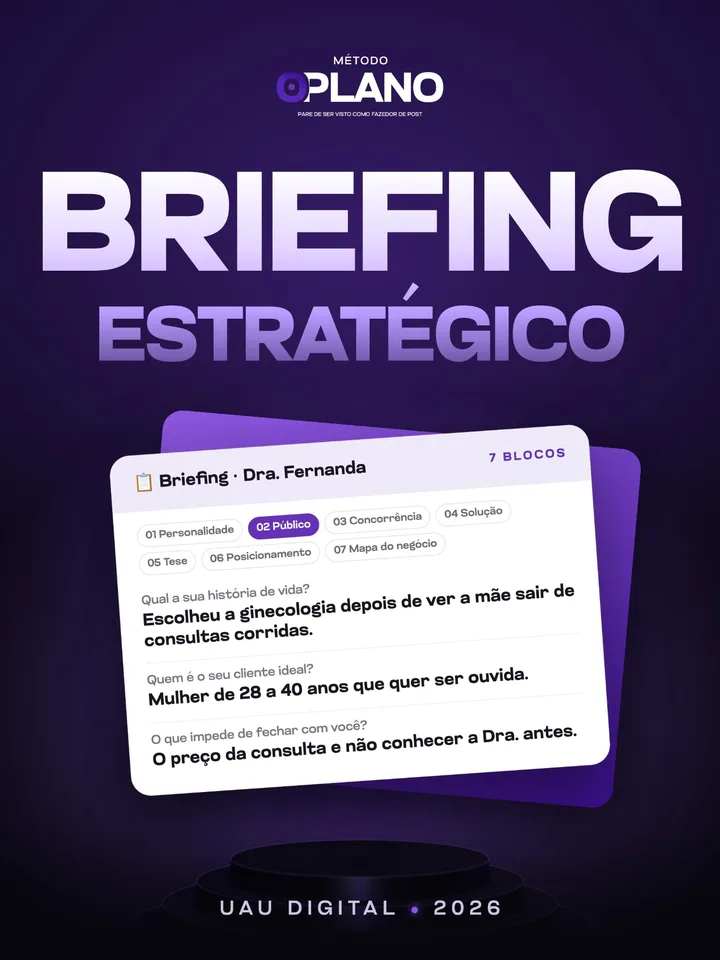 MÉTODO
OPLANO
PARE DE SER VISTO COMO FAZEDOR DE POST
BRIEFING
ESTRATÉGICO
📋 Briefing · Dra. Fernanda
7 BLOCOS
01 Personalidade
02 Público
03 Concorrência
04 Solução
05 Tese
06 Posicionamento
07 Mapa do negócio
Qual a sua história de vida?
Escolheu a ginecologia depois de ver a mãe sair de
consultas corridas.
Quem é o seu cliente ideal?
Mulher de 28 a 40 anos que quer ser ouvida.
O que impede de fechar com você?
O preço da consulta e não conhecer a Dra. antes.
UAU DIGITAL • 2026